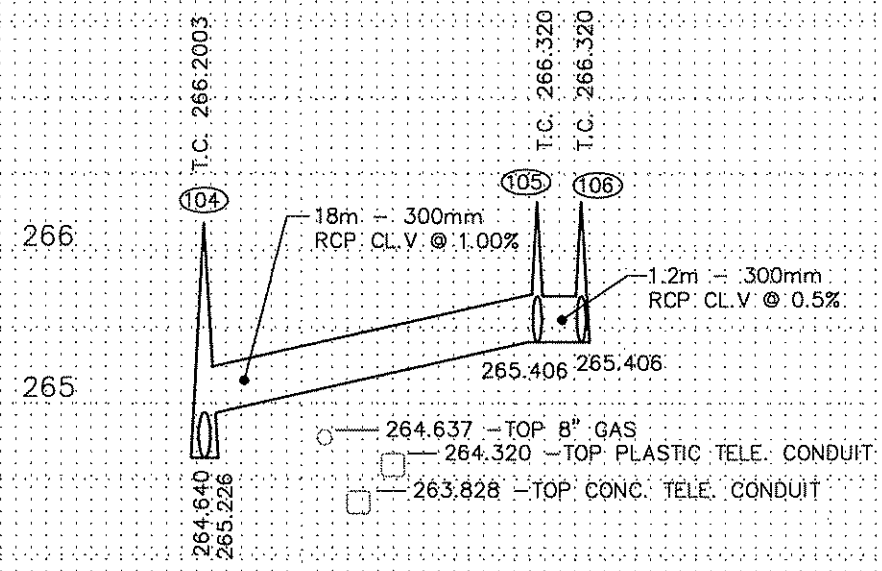 T.C. 266.2003
T.C. 266.320
T.C. 266.320
104
105
106
266
18m - 300mm
RCP CL.V @ 1.00%
1.2m - 300mm
RCP CL.V @ 0.5%
265
265.406
265.406
264.637 -TOP 8" GAS
264.320 -TOP PLASTIC TELE. CONDUIT
263.828 -TOP CONC. TELE. CONDUIT
264.640
265.226